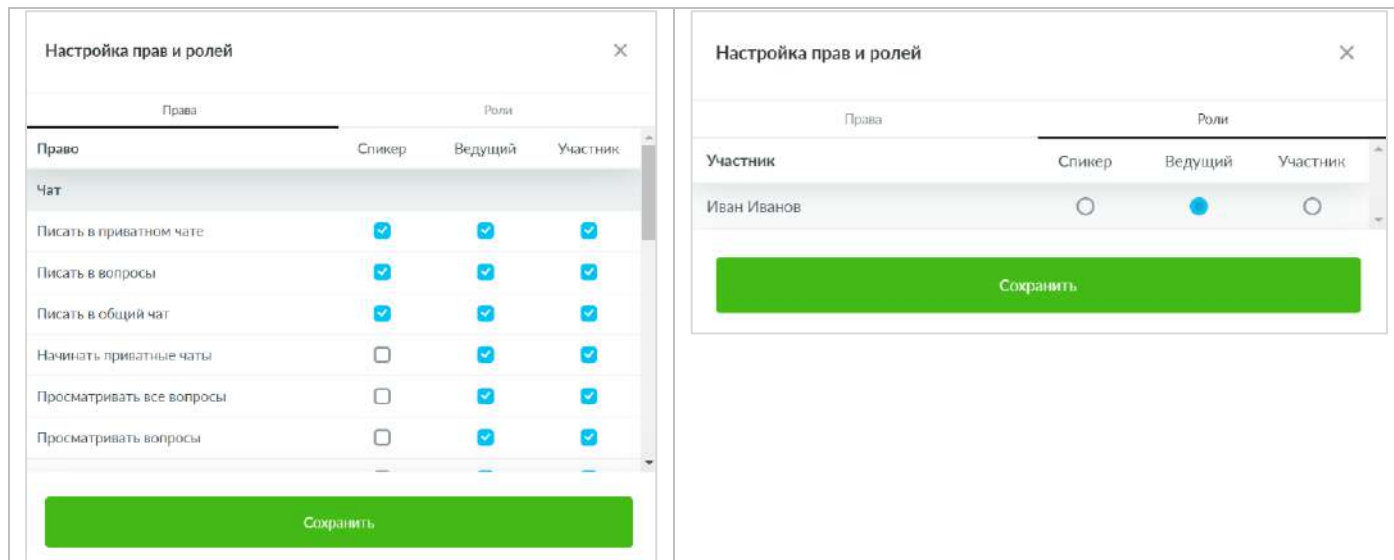 Настройка прав и ролей
Права Роли
Право Спикер Ведущий Участник
Чат
Писать в приватном чате
Писать в вопросы
Писать в общий чат
Начинать приватные чаты
Просматривать все вопросы
Просматривать вопросы
Сохранить
Настройка прав и ролей
Права Роли
Участник Спикер Ведущий Участник
Иван Иванов
Сохранить